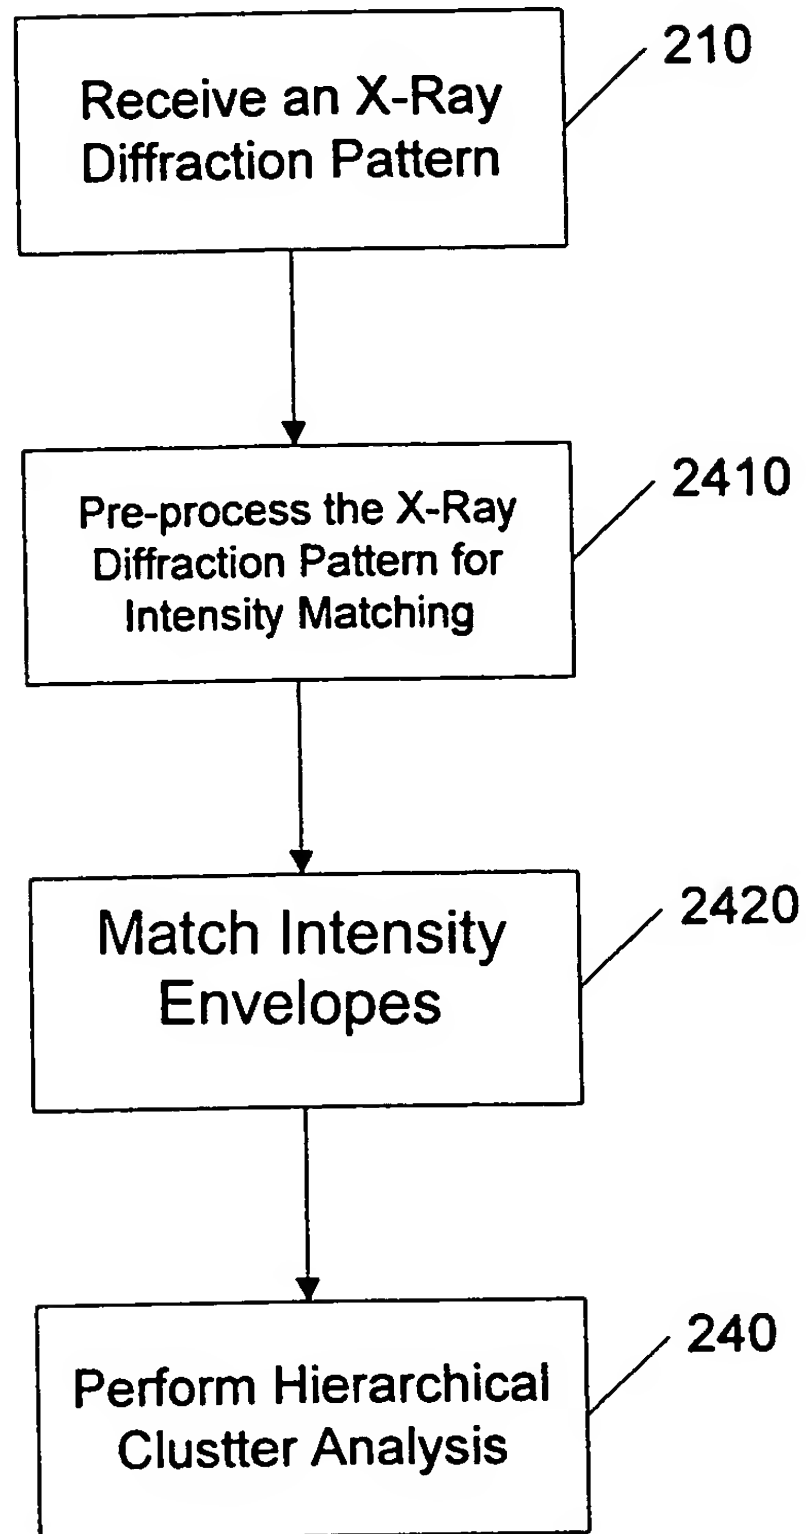 210
Receive an X-Ray
Diffraction Pattern
2410
Pre-process the X-Ray
Diffraction Pattern for
Intensity Matching
2420
Match Intensity
Envelopes
240
Perform Hierarchical
Clustter Analysis